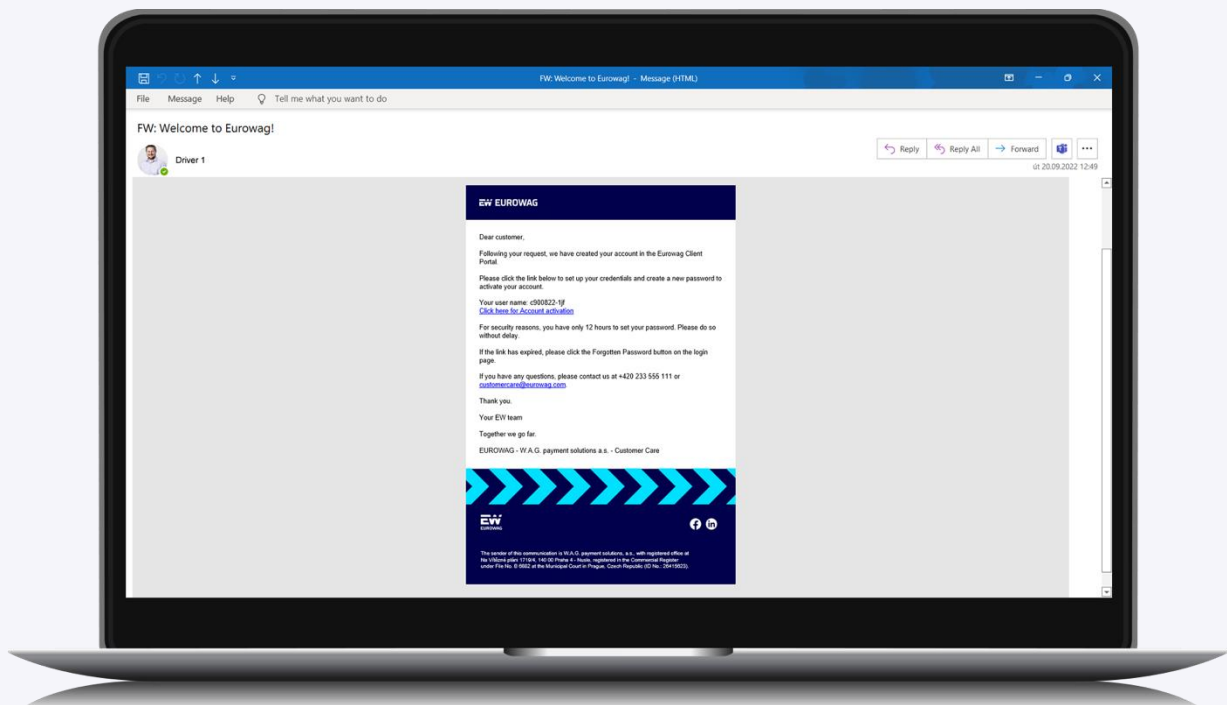 FW: Welcome to Eurowag! - Message (HTML)
File Message Help Tell me what you want to do
FW: Welcome to Eurowag!
Driver 1
Reply Reply All Forward
út 20.09.2022 12:49
EW EUROWAG
Dear customer,
Following your request, we have created your account in the Eurowag Client
Portal.
Please click the link below to set up your credentials and create a new password to
activate your account.
Your user name: c900822-1jf
Click here for Account activation
For security reasons, you have only 12 hours to set your password. Please do so
without delay.
If the link has expired, please click the Forgotten Password button on the login
page.
If you have any questions, please contact us at +420 233 555 111 or
customercare@eurowag.com
Thank you.
Your EW team
Together we go far.
EUROWAG - W.A.G. payment solutions a.s. - Customer Care
EW
EUROWAG
The sender of this communication is W.A.G. payment solutions, a.s., with registered office at
Na Vítězné pláni 1719/4, 140 00 Praha 4 - Nusle, registered in the Commercial Register
under File No. B 6882 at the Municipal Court in Prague, Czech Republic (ID No.: 26415623).